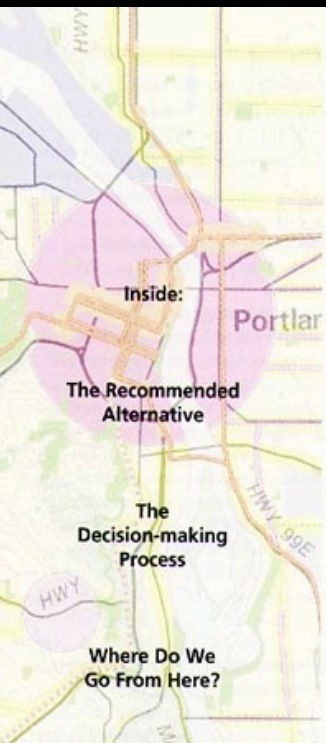 HWY
Inside:
Portlar
The Recommended
Alternative
The
Decision-making
Process
HWY 99E
HWY
Where Do We
Go From Here?